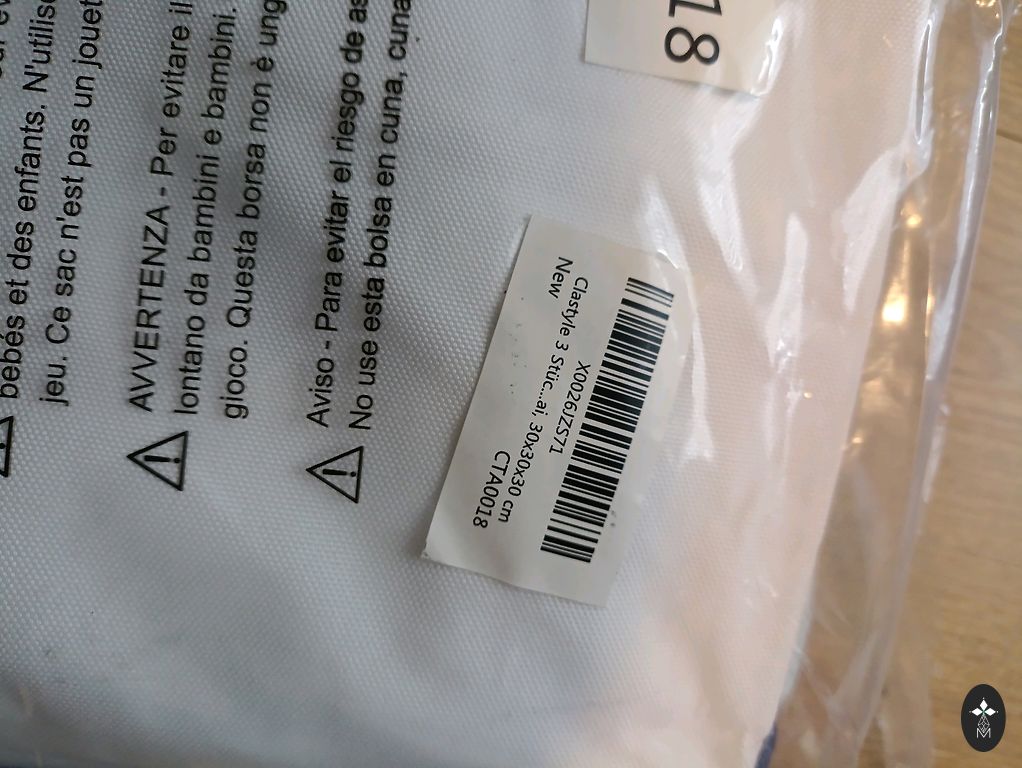 bebés et des enfants. N'utilise
jeu. Ce sac n'est pas un jouet
AVVERTENZA - Per evitare il
lontano da bambini e bambini.
gioco. Questa borsa non è ung
Aviso - Para evitar el riesgo de as
No use esta bolsa en cuna, cuna
18
X0026JZS71
Clastyle 3 Stüc...ai, 30x30x30 cm
New
CTA0018
M